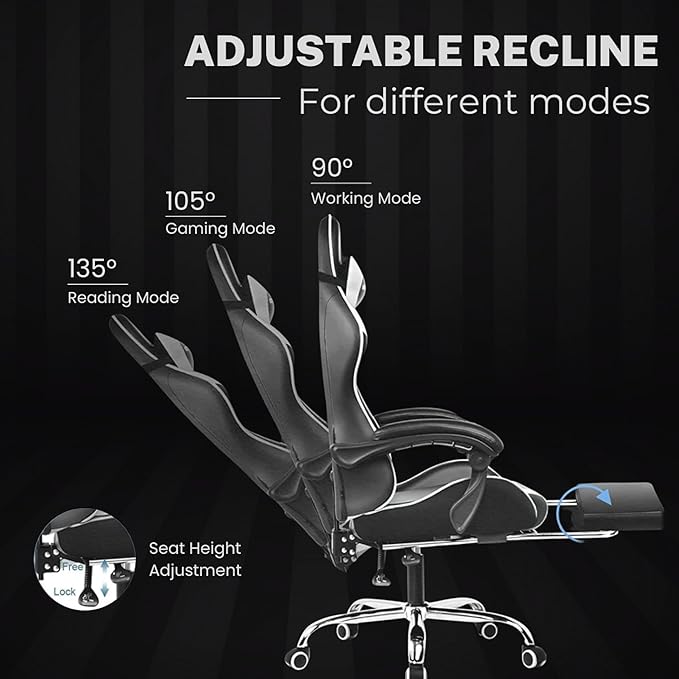 ADJUSTABLE RECLINE
For different modes
90°
Working Mode
105°
Gaming Mode
135°
Reading Mode
Free
Lock
Seat Height
Adjustment